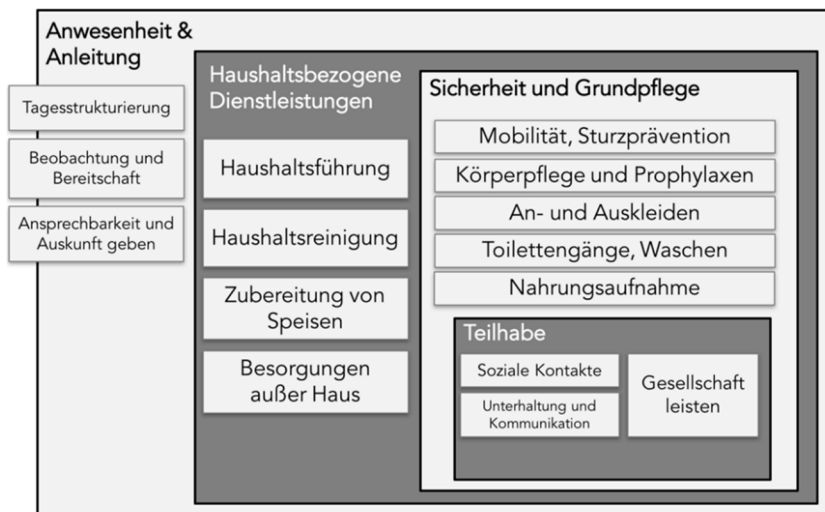 Anwesenheit &
Anleitung
Tagesstrukturierung
Beobachtung und
Bereitschaft
Ansprechbarkeit und
Auskunft geben
Haushaltsbezogene
Dienstleistungen
Haushaltsführung
Haushaltsreinigung
Zubereitung von
Speisen
Besorgungen
außer Haus
Sicherheit und Grundpflege
Mobilität, Sturzprävention
Körperpflege und Prophylaxen
An- und Auskleiden
Toilettengänge, Waschen
Nahrungsaufnahme
Teilhabe
Soziale Kontakte
Unterhaltung und
Kommunikation
Gesellschaft
leisten